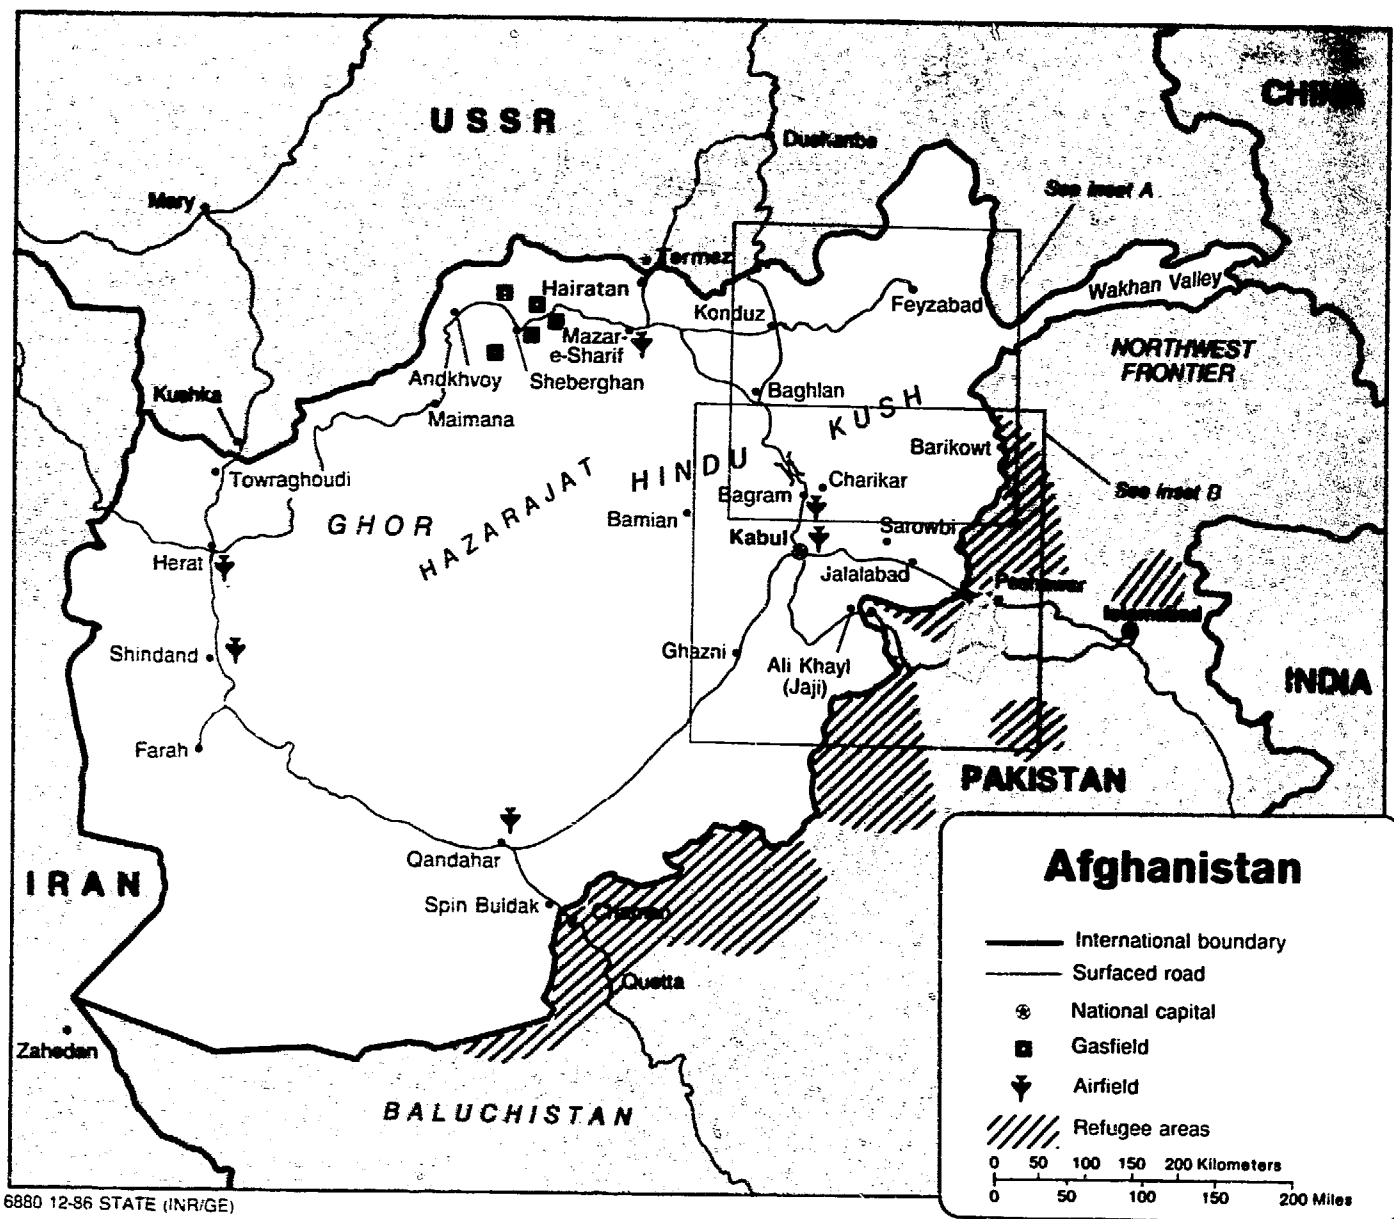 CHINA
USSR
Dushanbe
See Inset A
Mary
Termez
Wakhan Valley
Hairatan
Feyzabad
Konduz
Mazar-
e-Sharif
NORTHWEST
FRONTIER
Andkhvoy
Sheberghan
Kushka
Baghlan
Maimana
KUSH
Barikowt
HINDU
Towraghoudi
Charikar
See Inset B
Bagram
HAZARAJAT
GHOR
Bamian
Sarowbi
Kabul
Herat
Jalalabad
Peshawar
Islamabad
Shindand
Ghazni
Ali Khayl
(Jaji)
INDIA
Farah
PAKISTAN
Qandahar
IRAN
Spin Buldak
Chaman
Quetta
Zahedan
BALUCHISTAN
Afghanistan
International boundary
Surfaced road
National capital
Gasfield
Airfield
Refugee areas
0 50 100 150 200 Kilometers
0 50 100 150 200 Miles
6880 12-86 STATE (INR/GE)